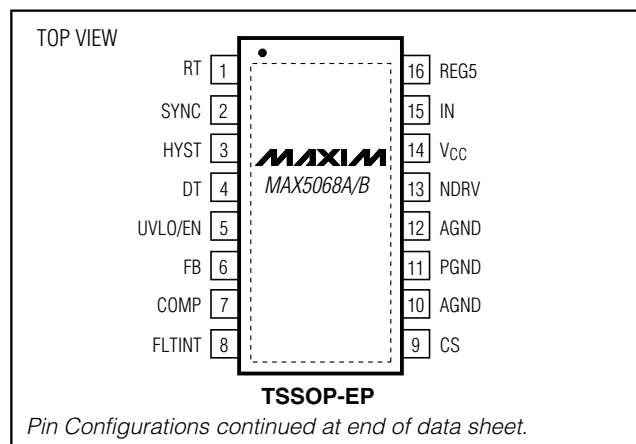 TOP VIEW
RT 1
SYNC 2
HYST 3
DT 4
UVLO/EN 5
FB 6
COMP 7
FLTINT 8
MAXIM
MAX5068A/B
16 REG5
15 IN
14 VCC
13 NDRV
12 AGND
11 PGND
10 AGND
9 CS
TSSOP-EP
Pin Configurations continued at end of data sheet.